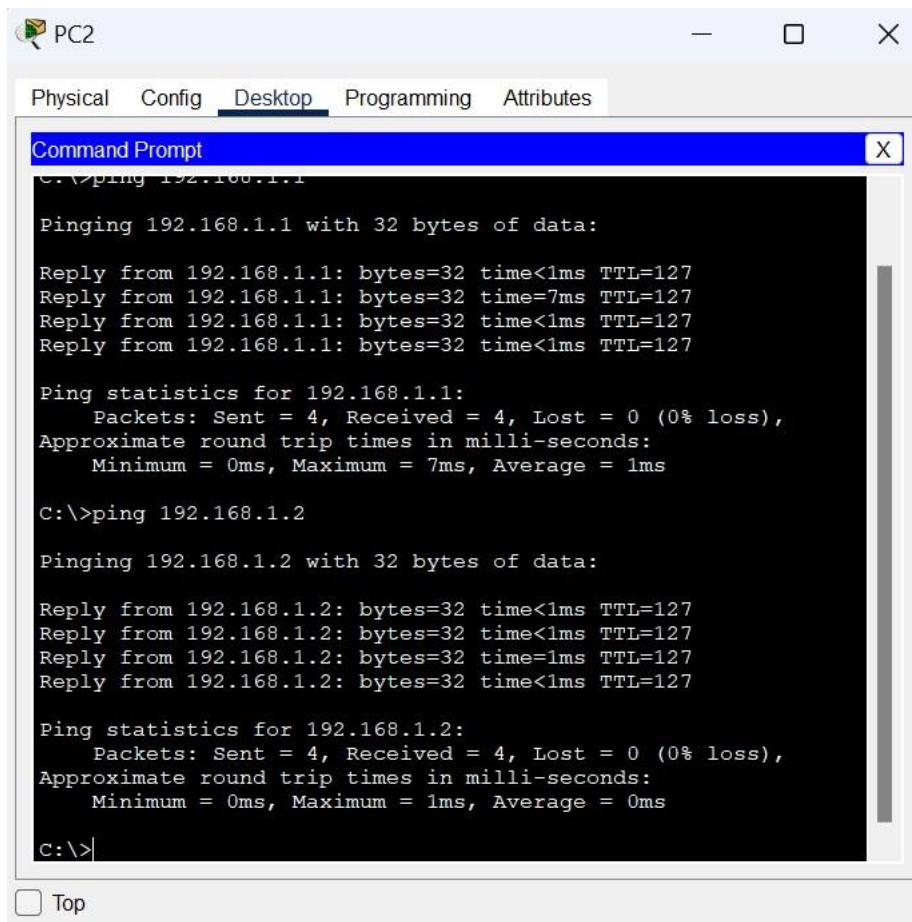 PC2
Physical Config Desktop Programming Attributes
Command Prompt
X
C:\>ping 192.168.1.1
Pinging 192.168.1.1 with 32 bytes of data:
Reply from 192.168.1.1: bytes=32 time<1ms TTL=127
Reply from 192.168.1.1: bytes=32 time=7ms TTL=127
Reply from 192.168.1.1: bytes=32 time<1ms TTL=127
Reply from 192.168.1.1: bytes=32 time<1ms TTL=127
Ping statistics for 192.168.1.1:
Packets: Sent = 4, Received = 4, Lost = 0 (0% loss),
Approximate round trip times in milli-seconds:
Minimum = 0ms, Maximum = 7ms, Average = 1ms
C:\>ping 192.168.1.2
Pinging 192.168.1.2 with 32 bytes of data:
Reply from 192.168.1.2: bytes=32 time<1ms TTL=127
Reply from 192.168.1.2: bytes=32 time<1ms TTL=127
Reply from 192.168.1.2: bytes=32 time=1ms TTL=127
Reply from 192.168.1.2: bytes=32 time<1ms TTL=127
Ping statistics for 192.168.1.2:
Packets: Sent = 4, Received = 4, Lost = 0 (0% loss),
Approximate round trip times in milli-seconds:
Minimum = 0ms, Maximum = 1ms, Average = 0ms
C:\>
Top